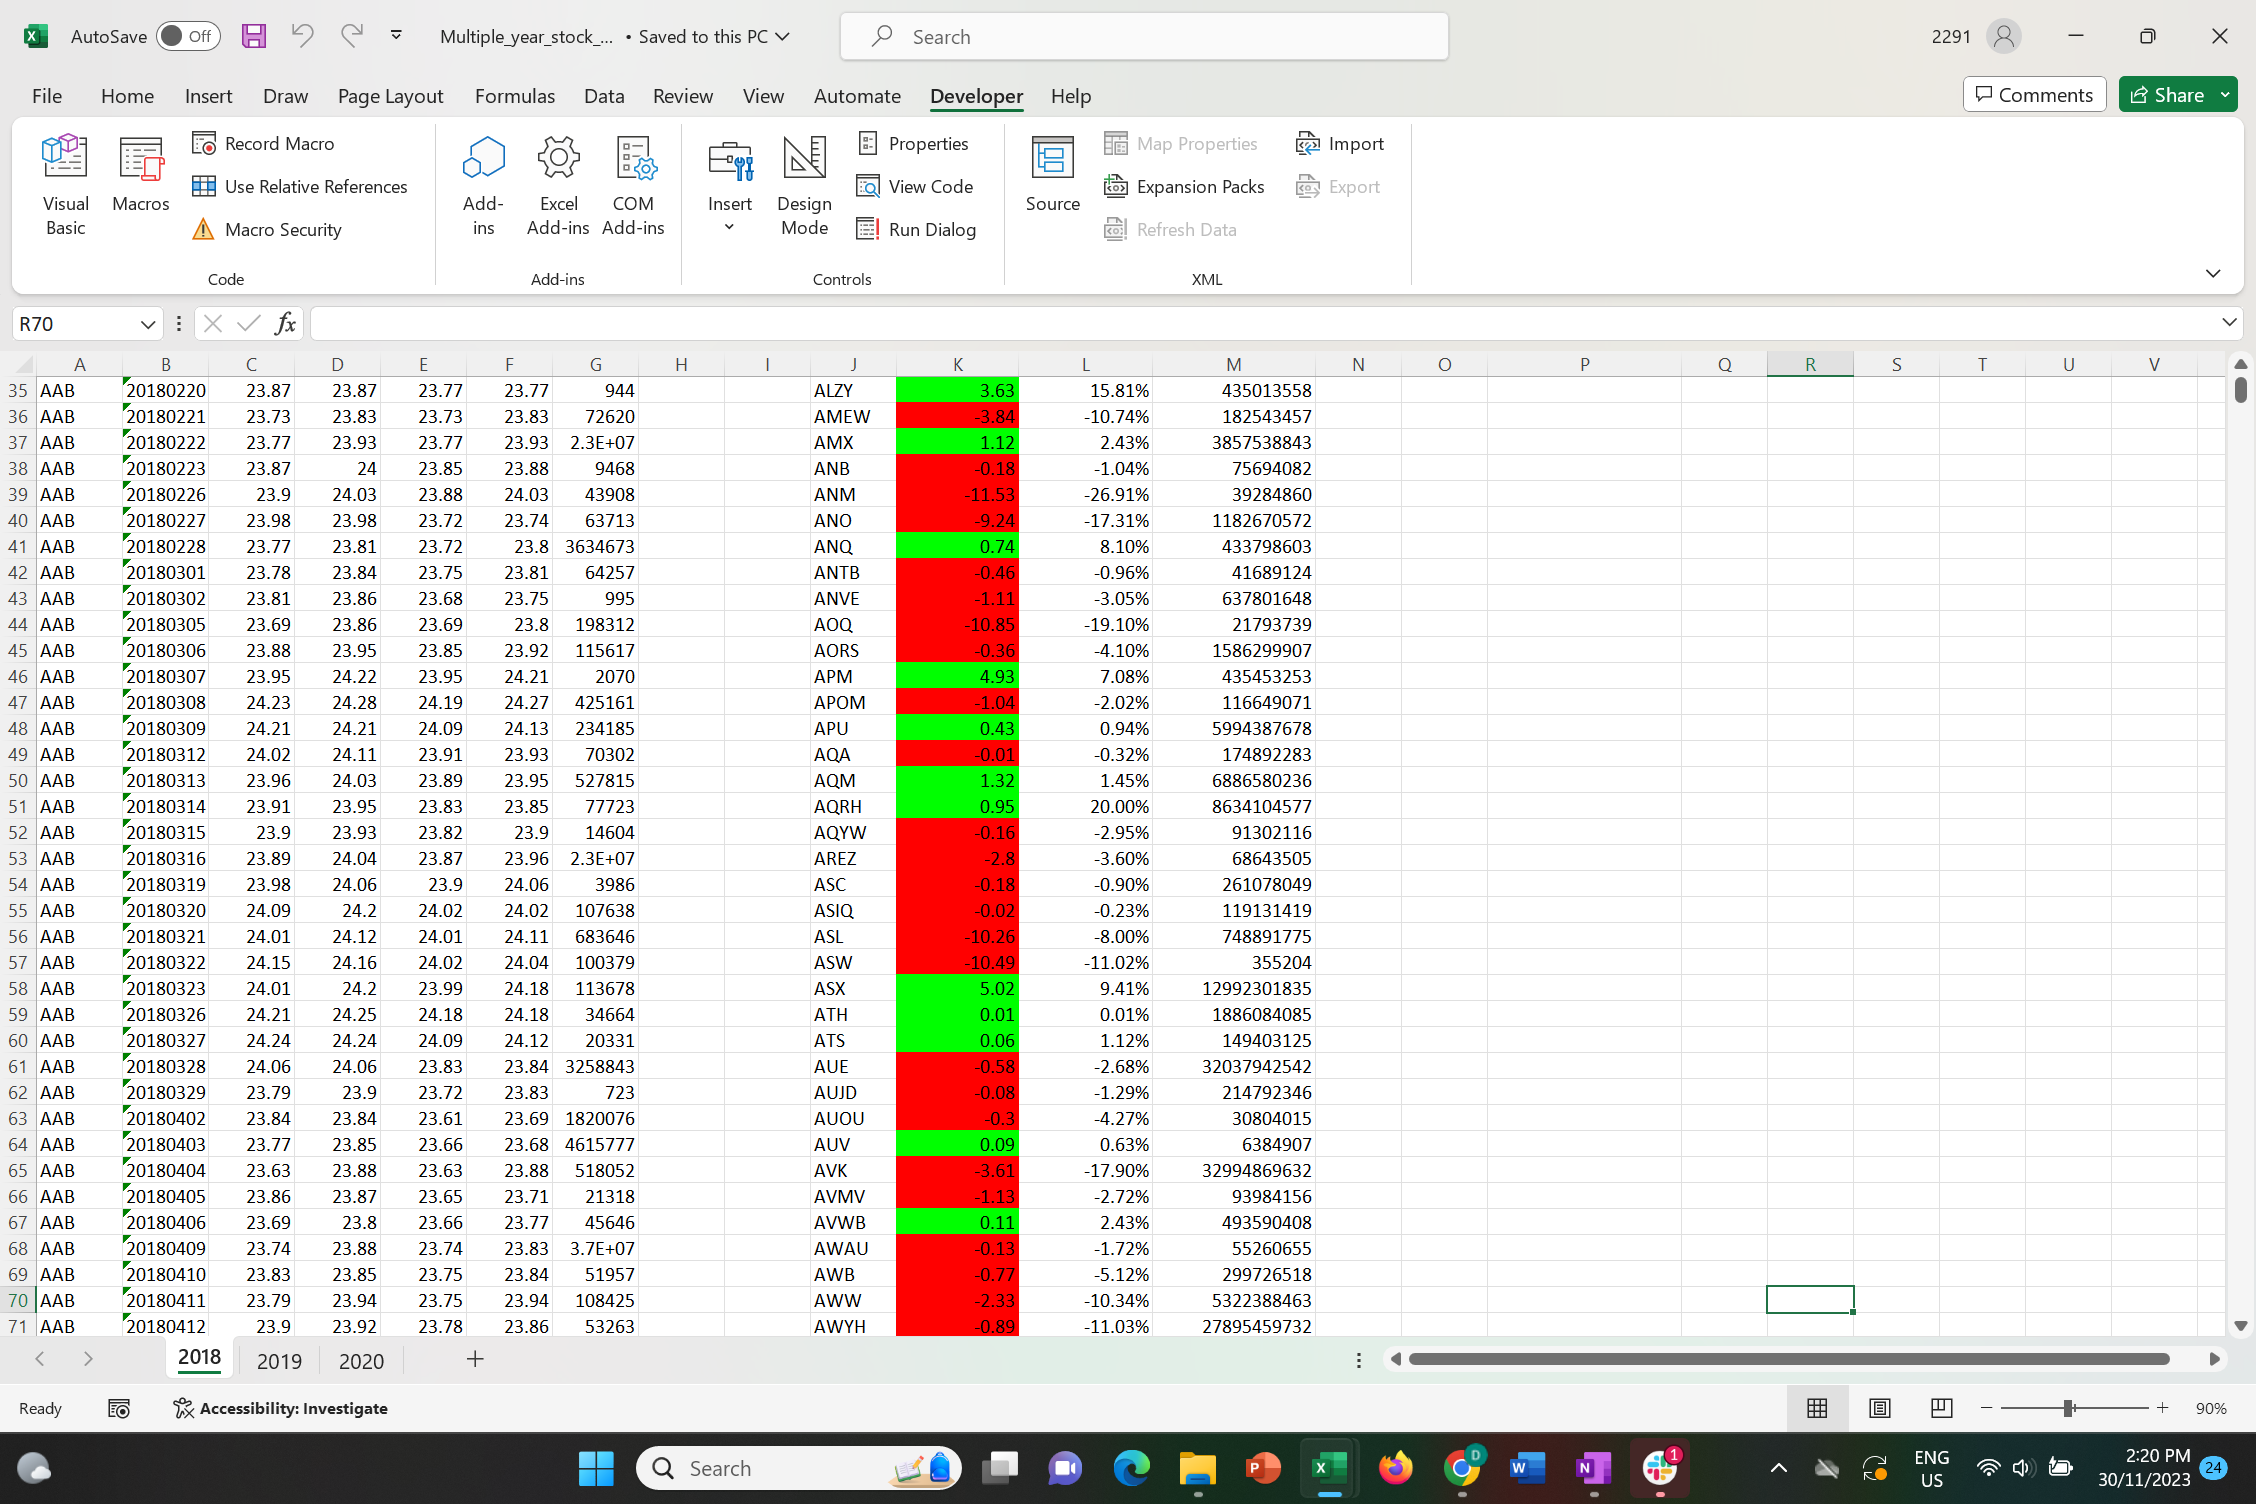 AutoSave Off Multiple_year_stock_... • Saved to this PC Search 2291
File Home Insert Draw Page Layout Formulas Data Review View Automate Developer Help Comments Share
Visual Basic Macros Record Macro Use Relative References Macro Security Code
Add-ins Excel Add-ins COM Add-ins Add-ins
Insert Design Mode Properties View Code Run Dialog Controls
Source Map Properties Expansion Packs Refresh Data Import Export XML
R70 fx
A B C D E F G H I J K L M N O P Q R S T U V
35 AAB 20180220 23.87 23.87 23.77 23.77 944 ALZY 3.63 15.81% 435013558
36 AAB 20180221 23.73 23.83 23.73 23.83 72620 AMEW -3.84 -10.74% 182543457
37 AAB 20180222 23.77 23.93 23.77 23.93 2.3E+07 AMX 1.12 2.43% 3857538843
38 AAB 20180223 23.87 24 23.85 23.88 9468 ANB -0.18 -1.04% 75694082
39 AAB 20180226 23.9 24.03 23.88 24.03 43908 ANM -11.53 -26.91% 39284860
40 AAB 20180227 23.98 23.98 23.72 23.74 63713 ANO -9.24 -17.31% 1182670572
41 AAB 20180228 23.77 23.81 23.72 23.8 3634673 ANQ 0.74 8.10% 433798603
42 AAB 20180301 23.78 23.84 23.75 23.81 64257 ANTB -0.46 -0.96% 41689124
43 AAB 20180302 23.81 23.86 23.68 23.75 995 ANVE -1.11 -3.05% 637801648
44 AAB 20180305 23.69 23.86 23.69 23.8 198312 AOQ -10.85 -19.10% 21793739
45 AAB 20180306 23.88 23.95 23.85 23.92 115617 AORS -0.36 -4.10% 1586299907
46 AAB 20180307 23.95 24.22 23.95 24.21 2070 APM 4.93 7.08% 435453253
47 AAB 20180308 24.23 24.28 24.19 24.27 425161 APOM -1.04 -2.02% 116649071
48 AAB 20180309 24.21 24.21 24.09 24.13 234185 APU 0.43 0.94% 5994387678
49 AAB 20180312 24.02 24.11 23.91 23.93 70302 AQA -0.01 -0.32% 174892283
50 AAB 20180313 23.96 24.03 23.89 23.95 527815 AQM 1.32 1.45% 6886580236
51 AAB 20180314 23.91 23.95 23.83 23.85 77723 AQRH 0.95 20.00% 8634104577
52 AAB 20180315 23.9 23.93 23.82 23.9 14604 AQYW -0.16 -2.95% 91302116
53 AAB 20180316 23.89 24.04 23.87 23.96 2.3E+07 AREZ -2.8 -3.60% 68643505
54 AAB 20180319 23.98 24.06 23.9 24.06 3986 ASC -0.18 -0.90% 261078049
55 AAB 20180320 24.09 24.2 24.02 24.02 107638 ASIQ -0.02 -0.23% 119131419
56 AAB 20180321 24.01 24.12 24.01 24.11 683646 ASL -10.26 -8.00% 748891775
57 AAB 20180322 24.15 24.16 24.02 24.04 100379 ASW -10.49 -11.02% 355204
58 AAB 20180323 24.01 24.2 23.99 24.18 113678 ASX 5.02 9.41% 12992301835
59 AAB 20180326 24.21 24.25 24.18 24.18 34664 ATH 0.01 0.01% 1886084085
60 AAB 20180327 24.24 24.24 24.09 24.12 20331 ATS 0.06 1.12% 149403125
61 AAB 20180328 24.06 24.06 23.83 23.84 3258843 AUE -0.58 -2.68% 32037942542
62 AAB 20180329 23.79 23.9 23.72 23.83 723 AUJD -0.08 -1.29% 214792346
63 AAB 20180402 23.84 23.84 23.61 23.69 1820076 AUOU -0.3 -4.27% 30804015
64 AAB 20180403 23.77 23.85 23.66 23.68 4615777 AUV 0.09 0.63% 6384907
65 AAB 20180404 23.63 23.88 23.63 23.88 518052 AVK -3.61 -17.90% 32994869632
66 AAB 20180405 23.86 23.87 23.65 23.71 21318 AVMV -1.13 -2.72% 93984156
67 AAB 20180406 23.69 23.8 23.66 23.77 45646 AVWB 0.11 2.43% 493590408
68 AAB 20180409 23.74 23.88 23.74 23.83 3.7E+07 AWAU -0.13 -1.72% 55260655
69 AAB 20180410 23.83 23.85 23.75 23.84 51957 AWB -0.77 -5.12% 299726518
70 AAB 20180411 23.79 23.94 23.75 23.94 108425 AWW -2.33 -10.34% 5322388463
71 AAB 20180412 23.9 23.92 23.78 23.86 53263 AWYH -0.89 -11.03% 27895459732
2018 2019 2020
Ready Accessibility: Investigate 90%
Search ENG US 2:20 PM 30/11/2023 24